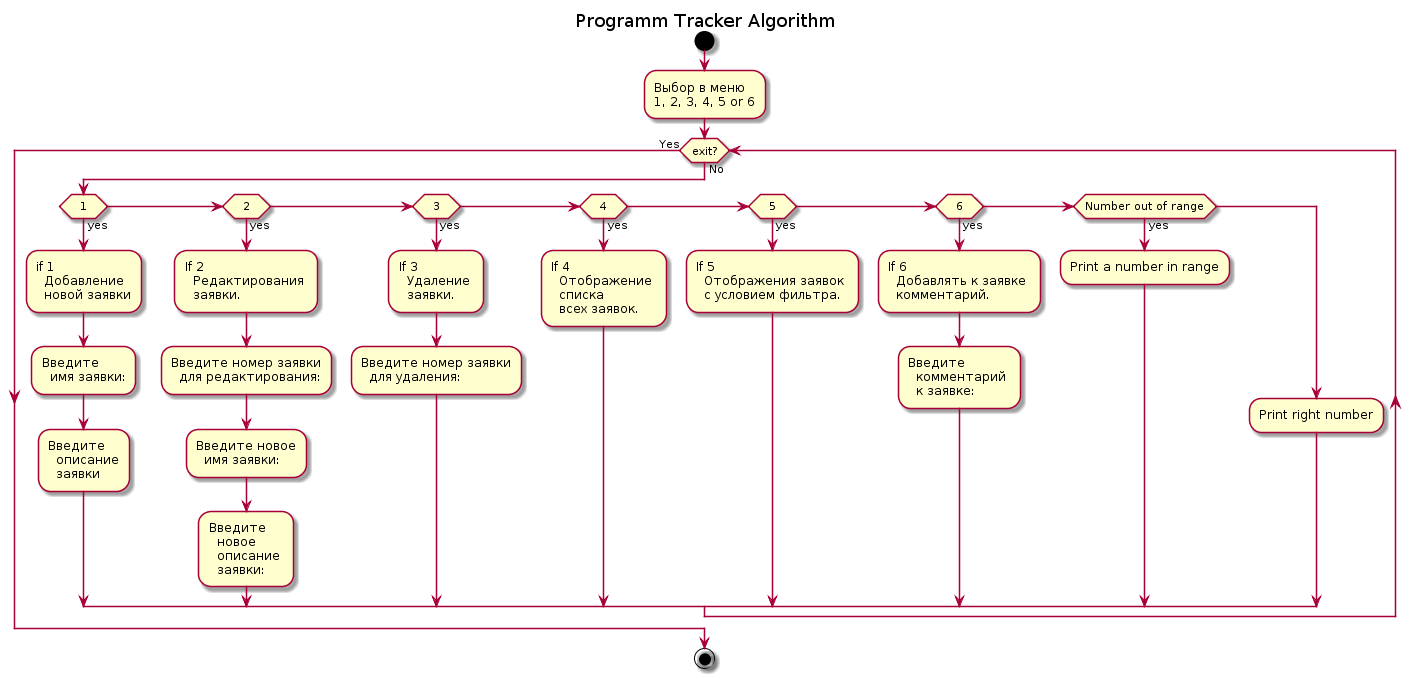 Programm Tracker Algorithm
Выбор в меню
1, 2, 3, 4, 5 or 6
exit?
Yes
No
1
yes
if 1
Добавление
новой заявки
Введите
имя заявки:
Введите
описание
заявки
2
yes
If 2
Редактирования
заявки.
Введите номер заявки
для редактирования:
Введите новое
имя заявки:
Введите
новое
описание
заявки:
3
yes
If 3
Удаление
заявки.
Введите номер заявки
для удаления:
4
yes
If 4
Отображение
списка
всех заявок.
5
yes
If 5
Отображения заявок
с условием фильтра.
6
yes
If 6
Добавлять к заявке
комментарий.
Введите
комментарий
к заявке:
Number out of range
yes
Print a number in range
Print right number